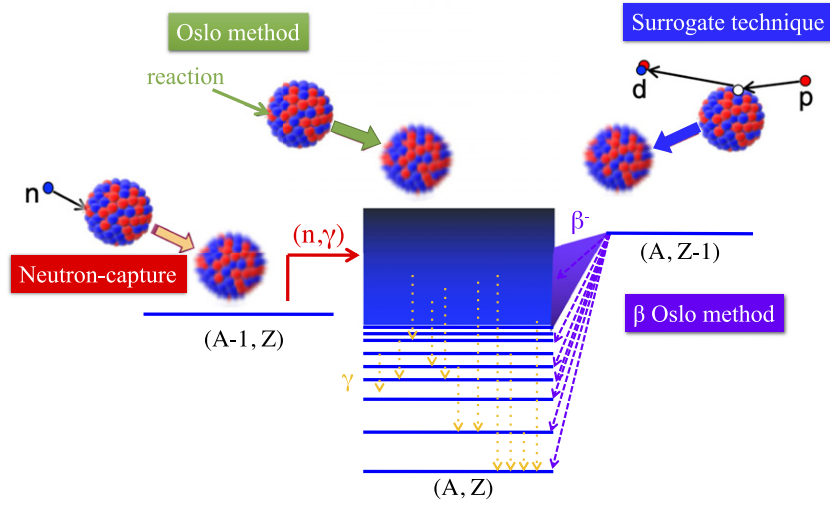 Oslo method
Surrogate technique
reaction
d
p
n
(n,γ)
β-
Neutron-capture
(A, Z-1)
(A-1, Z)
β Oslo method
γ
(A, Z)